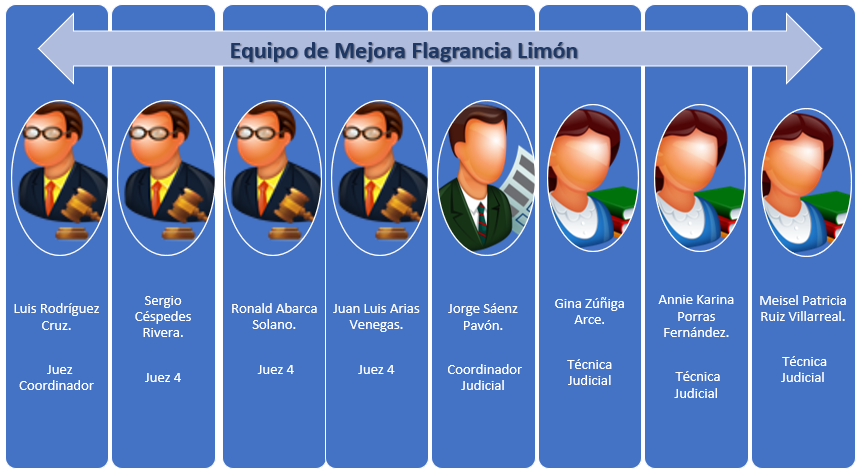 Equipo de Mejora Flagrancia Limón
Luis Rodríguez
Cruz.
Juez
Coordinador
Sergio
Céspedes
Rivera.
Juez 4
Ronald Abarca
Solano.
Juez 4
Juan Luis Arias
Venegas.
Juez 4
Jorge Sáenz
Pavón.
Coordinador
Judicial
Gina Zúñiga
Arce.
Técnica
Judicial
Annie Karina
Porras
Fernández.
Técnica
Judicial
Meisel Patricia
Ruiz Villarreal.
Técnica
Judicial